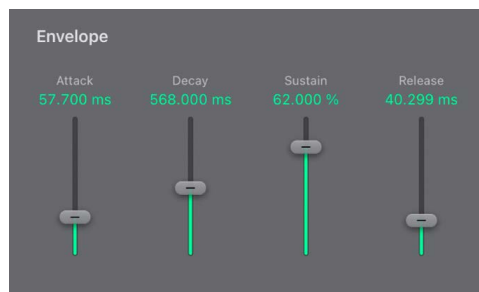 Envelope
Attack Decay Sustain Release
57.700 ms 568.000 ms 62.000 % 40.299 ms